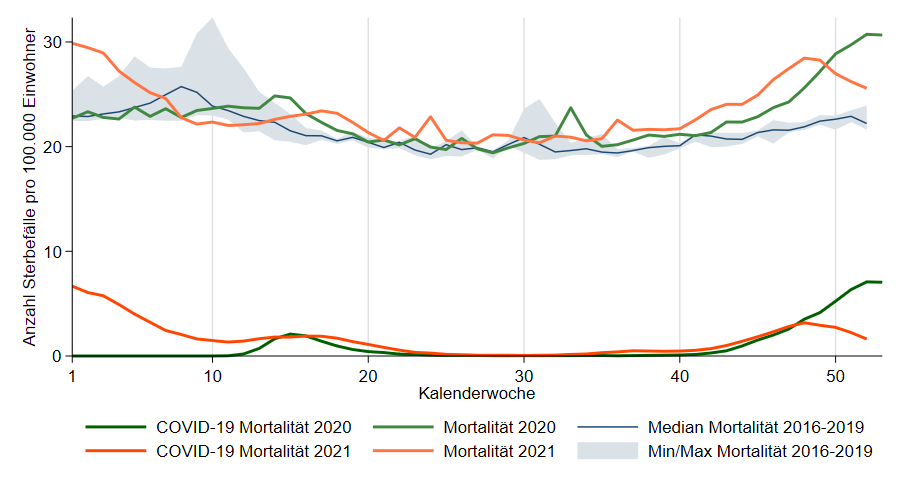 Anzahl Sterbefälle pro 100.000 Einwohner
30
20
10
0
1 10 20 30 40 50
Kalenderwoche
COVID-19 Mortalität 2020 Mortalität 2020 Median Mortalität 2016-2019
COVID-19 Mortalität 2021 Mortalität 2021 Min/Max Mortalität 2016-2019